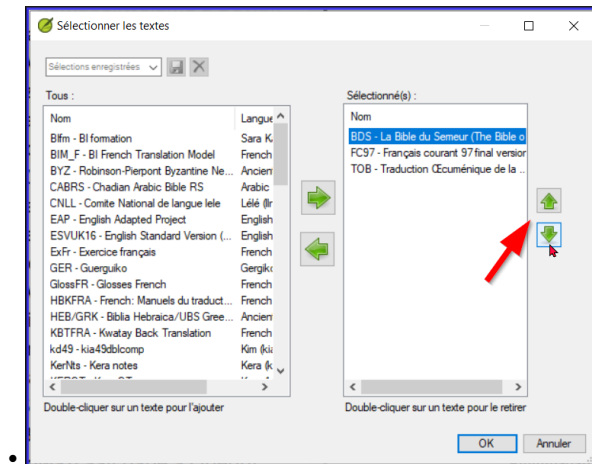 Sélectionner les textes
Sélections enregistrées
Tous :
Nom Langue
Blfm - BI formation Sara Ka
BIM_F - BI French Translation Model French
BYZ - Robinson-Pierpont Byzantine Ne... Ancien
CABRS - Chadian Arabic Bible RS Arabic
CNLL - Comite National de langue lele Lélé (Ilr
EAP - English Adapted Project English
ESVUK16 - English Standard Version (... English
ExFr - Exercice français French
GER - Guerguiko Gergiko
GlossFR - Glosses French French
HBKFRA - French: Manuels du traduct... French
HEB/GRK - Biblia Hebraica/UBS Gree... Ancien
KBTFRA - Kwatay Back Translation French
kd49 - kia49dblcomp Kim (kia
KerNts - Kera notes Kera (k
Double-cliquer sur un texte pour l'ajouter
Sélectionné(s) :
Nom
BDS - La Bible du Semeur (The Bible o
FC97 - Français courant 97 final version
TOB - Traduction Œcuménique de la ...
Double-cliquer sur un texte pour le retirer
OK Annuler